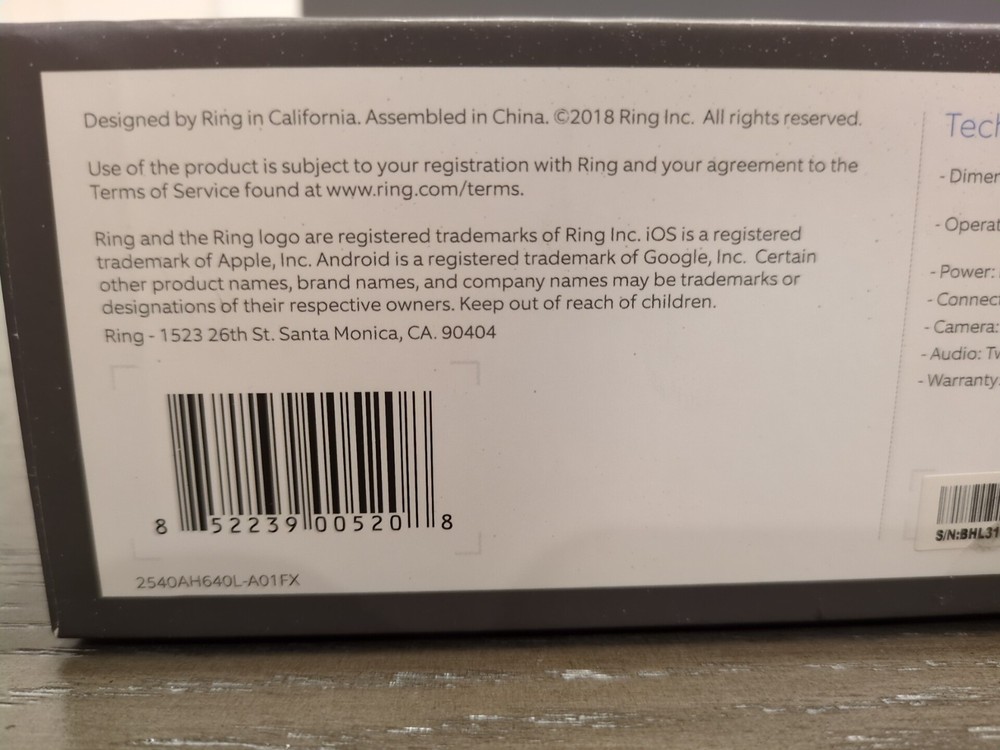 Designed by Ring in California. Assembled in China. ©2018 Ring Inc. All rights reserved.
Use of the product is subject to your registration with Ring and your agreement to the
Terms of Service found at www.ring.com/terms.
Ring and the Ring logo are registered trademarks of Ring Inc. iOS is a registered
trademark of Apple, Inc. Android is a registered trademark of Google, Inc. Certain
other product names, brand names, and company names may be trademarks or
designations of their respective owners. Keep out of reach of children.
Ring - 1523 26th St. Santa Monica, CA. 90404
8 52239 00520 8
2540AH640L-A01FX
Tech
- Dimen
- Operat
- Power:
- Connect
- Camera:
- Audio: Tw
- Warranty:
S/N:BHL31